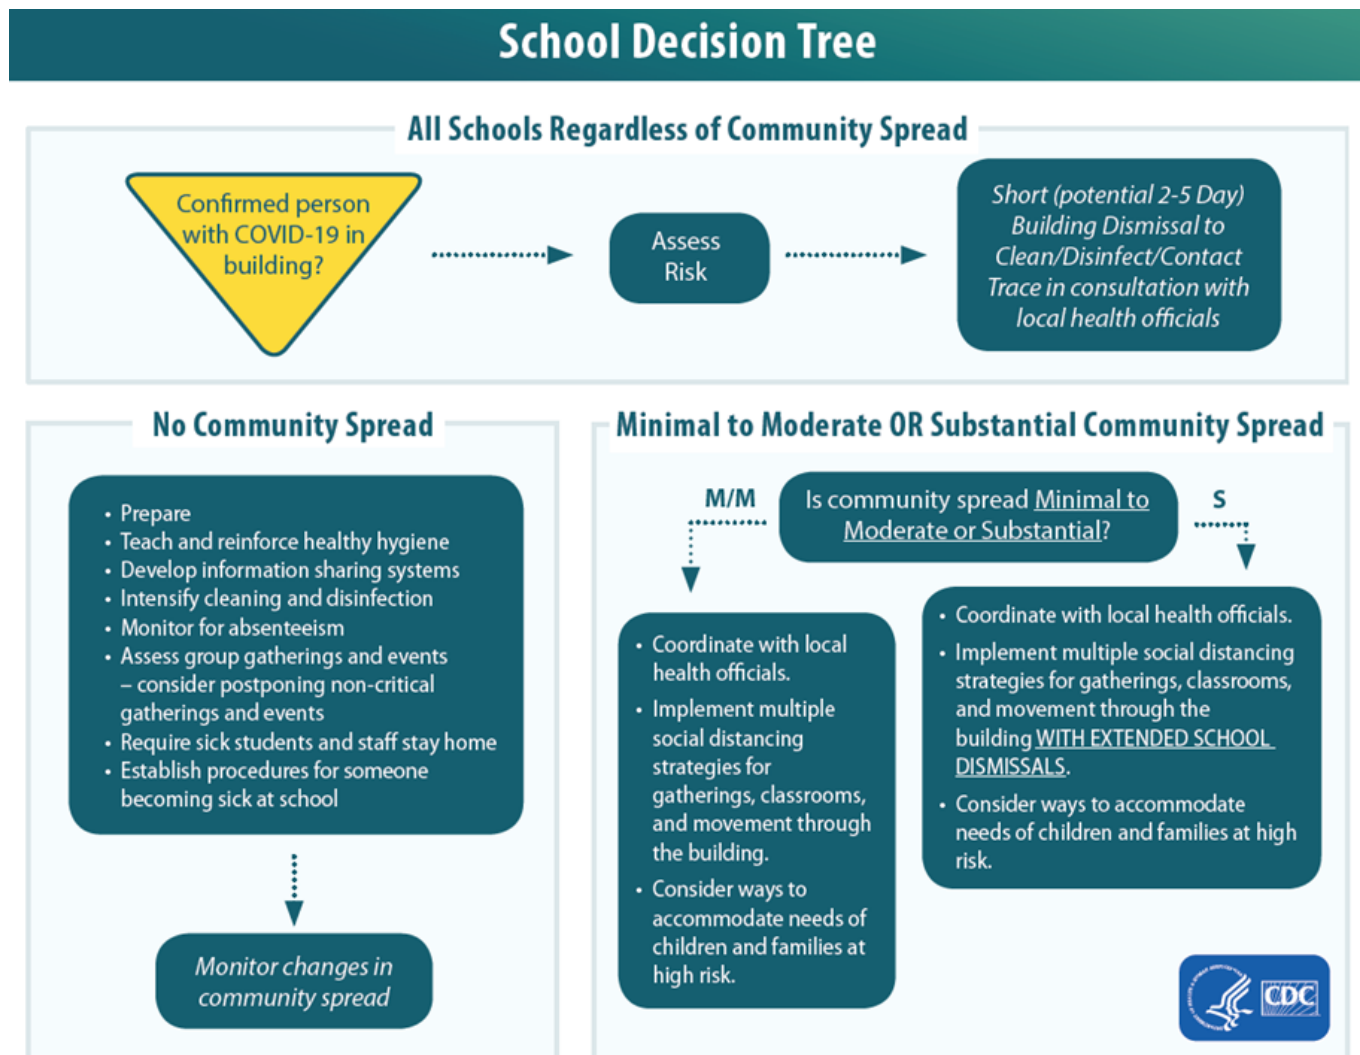 School Decision Tree
All Schools Regardless of Community Spread
Confirmed person
with COVID-19 in
building?
Assess
Risk
Short (potential 2-5 Day)
Building Dismissal to
Clean/Disinfect/Contact
Trace in consultation with
local health officials
No Community Spread
• Prepare
• Teach and reinforce healthy hygiene
• Develop information sharing systems
• Intensify cleaning and disinfection
• Monitor for absenteeism
• Assess group gatherings and events
– consider postponing non-critical
gatherings and events
• Require sick students and staff stay home
• Establish procedures for someone
becoming sick at school
Monitor changes in
community spread
Minimal to Moderate OR Substantial Community Spread
Is community spread Minimal to
Moderate or Substantial?
M/M
• Coordinate with local
health officials.
• Implement multiple
social distancing
strategies for
gatherings, classrooms,
and movement through
the building.
• Consider ways to
accommodate needs of
children and families at
high risk.
S
• Coordinate with local health officials.
• Implement multiple social distancing
strategies for gatherings, classrooms,
and movement through the
building WITH EXTENDED SCHOOL
DISMISSALS.
• Consider ways to accommodate
needs of children and families at high
risk.
CDC